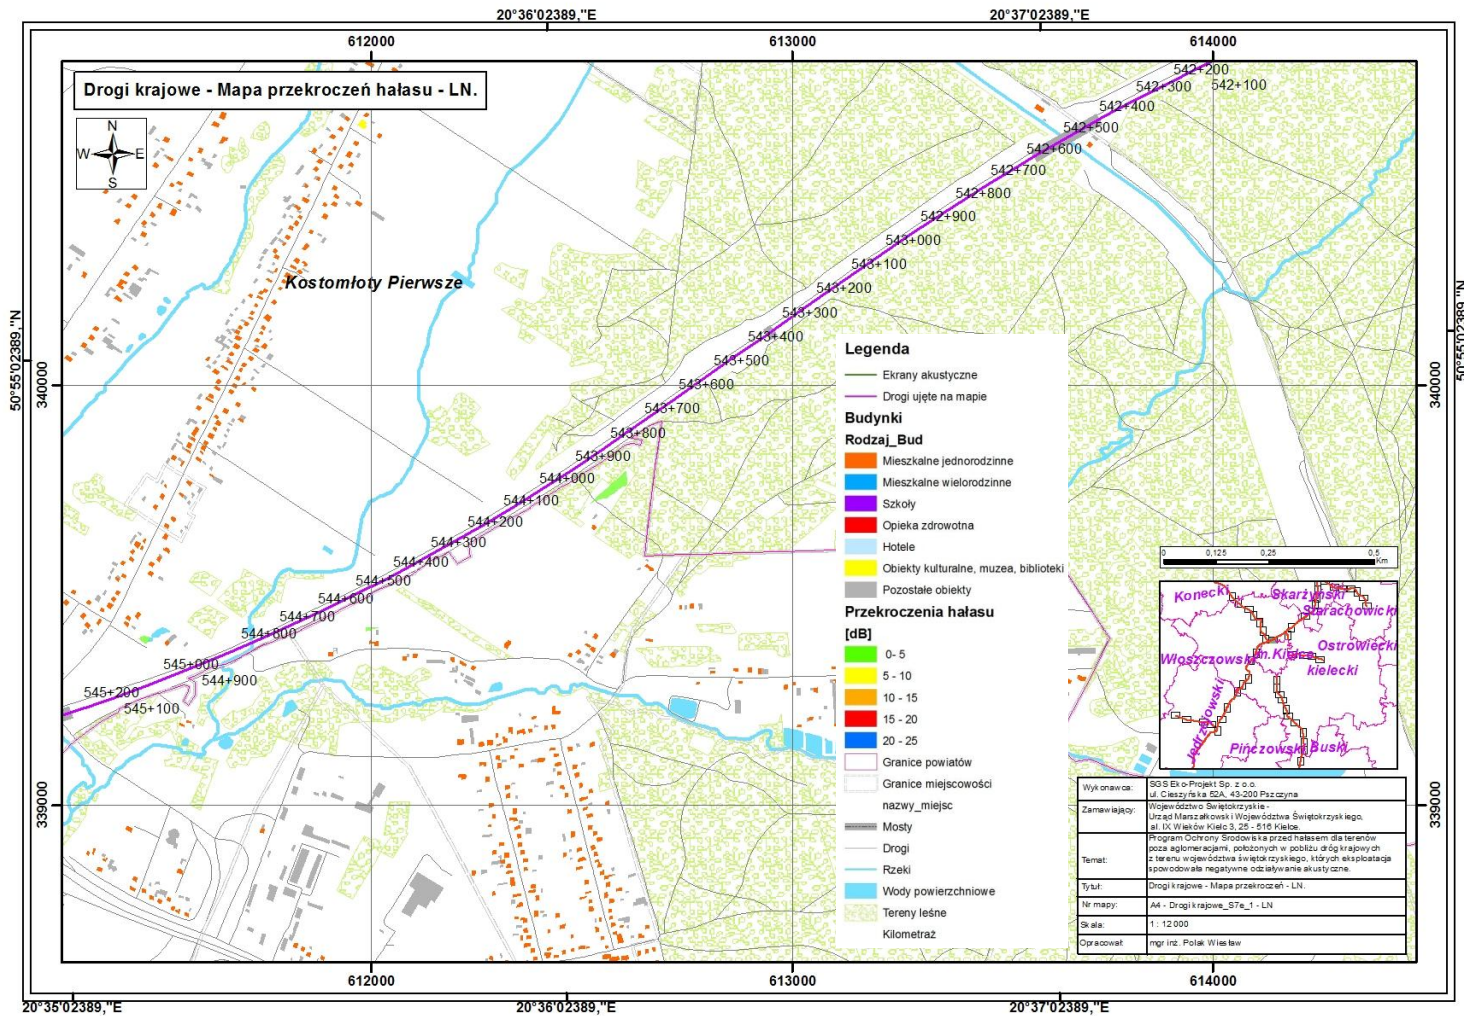 20°36'02389,"E
20°37'02389,"E
612000
613000
614000
Drogi krajowe - Mapa przekroczeń hałasu - LN.
N
W
E
S
542+200
542+100
542+300
542+400
542+500
542+600
542+700
542+800
542+900
543+000
543+100
543+200
543+300
543+400
543+500
543+600
543+700
543+800
543+900
544+000
544+100
544+200
544+300
544+400
544+500
544+600
544+700
544+800
545+000
544+900
545+200
545+100
Kostomłoty Pierwsze
50°55'02389,"N
340000
339000
50°55'02389,"N
340000
339000
Legenda
Ekrany akustyczne
Drogi ujęte na mapie
Budynki
Rodzaj_Bud
Mieszkalne jednorodzinne
Mieszkalne wielorodzinne
Szkoły
Opieka zdrowotna
Hotele
Obiekty kulturalne, muzea, biblioteki
Pozostałe obiekty
Przekroczenia hałasu
[dB]
0- 5
5 - 10
10 - 15
15 - 20
20 - 25
Granice powiatów
Granice miejscowości
nazwy_miejsc
Mosty
Drogi
Rzeki
Wody powierzchniowe
Tereny leśne
Kilometraż
0 0,125 0,25 0,5
Km
Konecki
Skarżyski
Starachowicki
Ostrowiecki
Włoszczowski
m.Kielce
kielecki
Jędrzejowski
Pińczowski
Buski
Wykonawca: SGS Eko-Projekt Sp. z o.o.
ul. Cieszyńska 52A, 43-200 Pszczyna
Zamawiający: Województwo Świętokrzyskie -
Urząd Marszałkowski Województwa Świętokrzyskiego,
al. IX Wieków Kielc 3, 25 - 516 Kielce.
Temat: Program Ochrony Środowiska przed hałasem dla terenów
poza aglomeracjami, położonych w pobliżu dróg krajowych
z terenu województwa świętokrzyskiego, których eksploatacja
spowodowała negatywne oddziaływanie akustyczne.
Tytuł: Drogi krajowe - Mapa przekroczeń - LN.
Nr mapy: A4 - Drogi krajowe_S7e_1 - LN
Skala: 1 : 12 000
Opracował: mgr inż. Polak Wiesław
612000
613000
614000
20°35'02389,"E
20°36'02389,"E
20°37'02389,"E